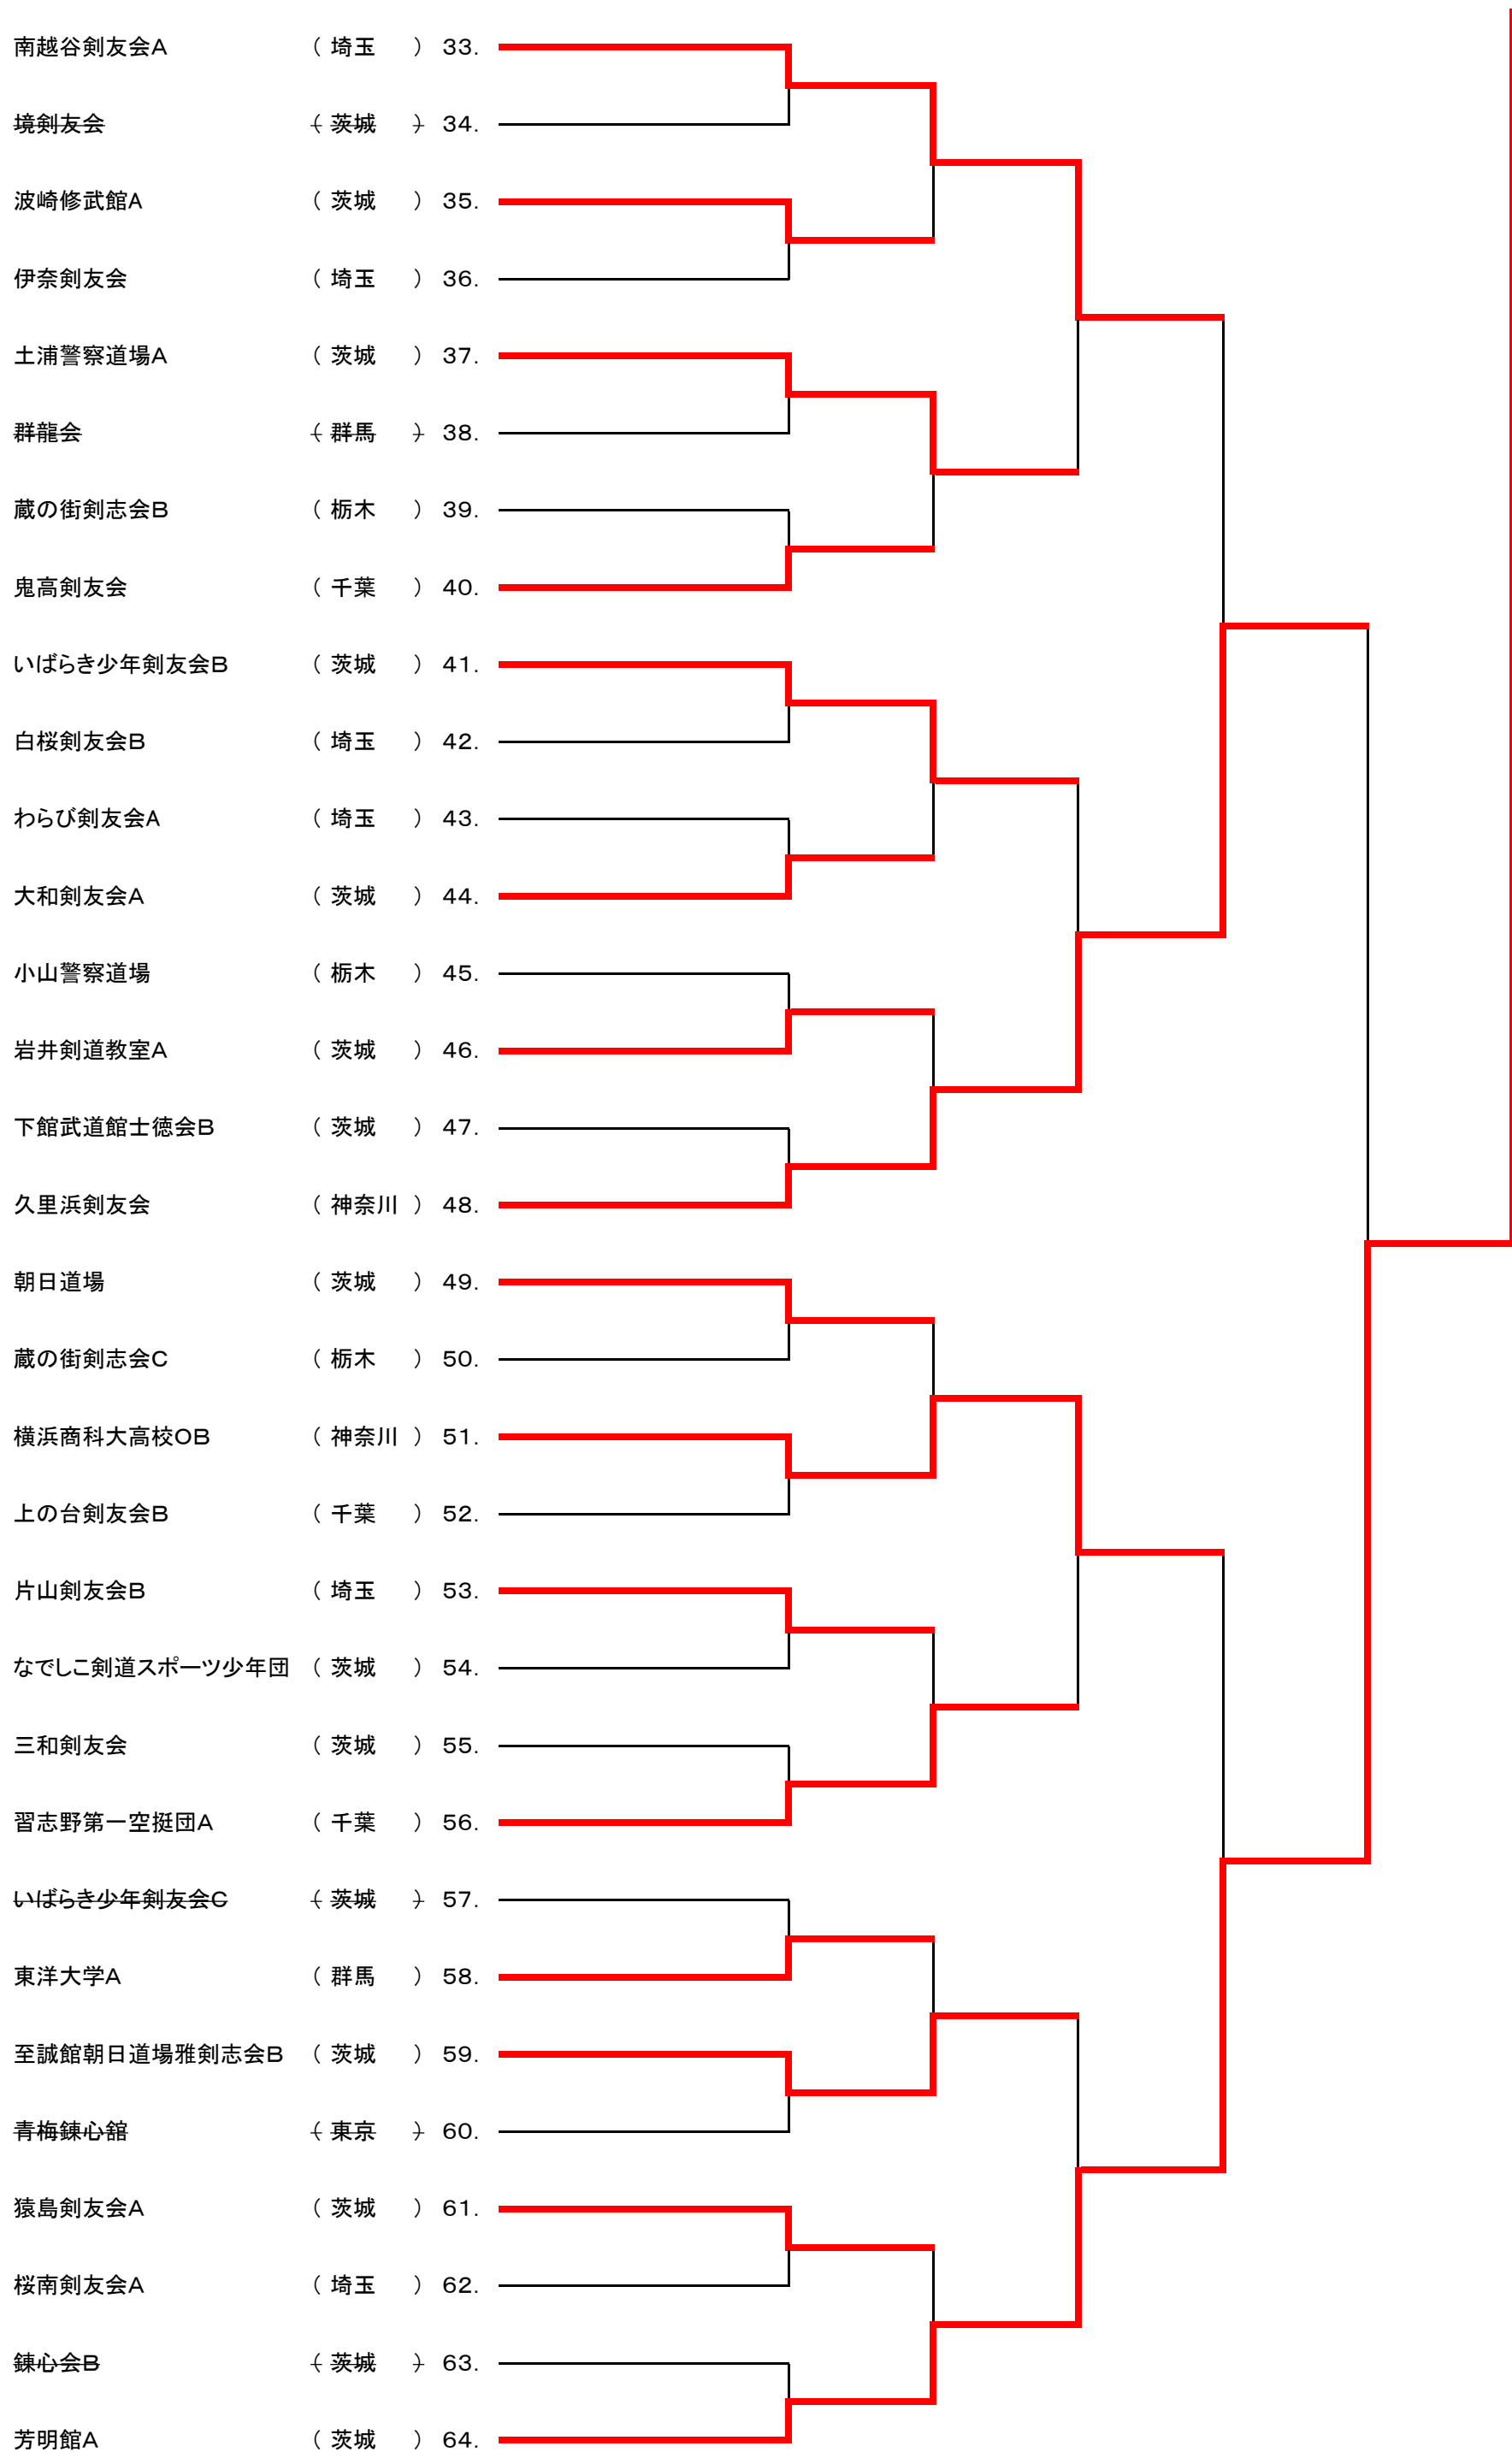 南越谷剣友会A （ 埼玉 ） 33.
境剣友会 （ 茨城 ） 34.
波崎修武館A （ 茨城 ） 35.
伊奈剣友会 （ 埼玉 ） 36.
土浦警察道場A （ 茨城 ） 37.
群龍会 （ 群馬 ） 38.
蔵の街剣志会B （ 栃木 ） 39.
鬼高剣友会 （ 千葉 ） 40.
いばらき少年剣友会B （ 茨城 ） 41.
白桜剣友会B （ 埼玉 ） 42.
わらび剣友会A （ 埼玉 ） 43.
大和剣友会A （ 茨城 ） 44.
小山警察道場 （ 栃木 ） 45.
岩井剣道教室A （ 茨城 ） 46.
下館武道館士徳会B （ 茨城 ） 47.
久里浜剣友会 （ 神奈川 ） 48.
朝日道場 （ 茨城 ） 49.
蔵の街剣志会C （ 栃木 ） 50.
横浜商科大高校OB （ 神奈川 ） 51.
上の台剣友会B （ 千葉 ） 52.
片山剣友会B （ 埼玉 ） 53.
なでしこ剣道スポーツ少年団 （ 茨城 ） 54.
三和剣友会 （ 茨城 ） 55.
習志野第一空挺団A （ 千葉 ） 56.
いばらき少年剣友会C （ 茨城 ） 57.
東洋大学A （ 群馬 ） 58.
至誠館朝日道場雅剣志会B （ 茨城 ） 59.
青梅錬心舘 （ 東京 ） 60.
猿島剣友会A （ 茨城 ） 61.
桜南剣友会A （ 埼玉 ） 62.
錬心会B （ 茨城 ） 63.
芳明館A （ 茨城 ） 64.